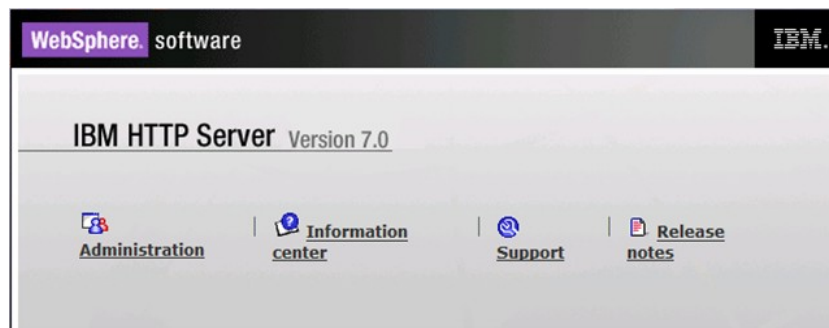 WebSphere. software
IBM.
IBM HTTP Server Version 7.0
Administration
Information center
Support
Release notes